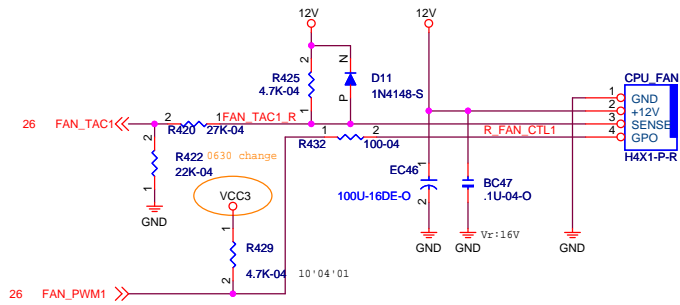 12V
12V
CPU_FAN
R425
4.7K-04
2
1
N
P
D11
1N4148-S
1
2
3
4
GND
+12V
SENSE
GPO
H4X1-P-R
26 FAN_TAC1
2
1
R420
27K-04
FAN_TAC1_R
R432
1
2
100-04
R_FAN_CTL1
2
1
R422
22K-04
GND
0630 change
VCC3
EC46
100U-16DE-O
1
2
GND
BC47
.1U-04-O
GND
Vr:16V
GND
1
2
R429
4.7K-04
10'04'01
26 FAN_PWM1